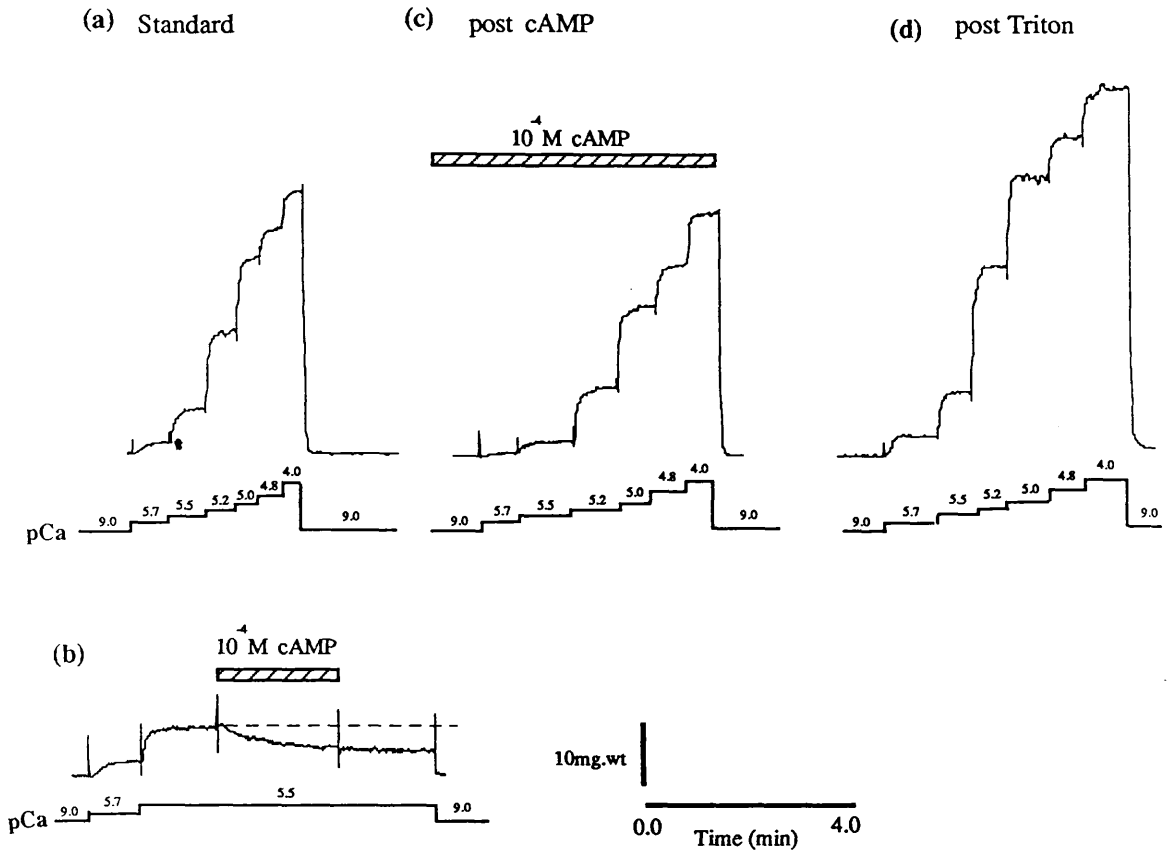 (a) Standard
(c) post cAMP
(d) post Triton
10⁻⁴ M cAMP
pCa 9.0 5.7 5.5 5.2 5.0 4.8 4.0 9.0
9.0 5.7 5.5 5.2 5.0 4.8 4.0 9.0
9.0 5.7 5.5 5.2 5.0 4.8 4.0 9.0
(b)
10⁻⁴ M cAMP
pCa 9.0 5.7 5.5 9.0
10mg.wt
0.0 4.0
Time (min)